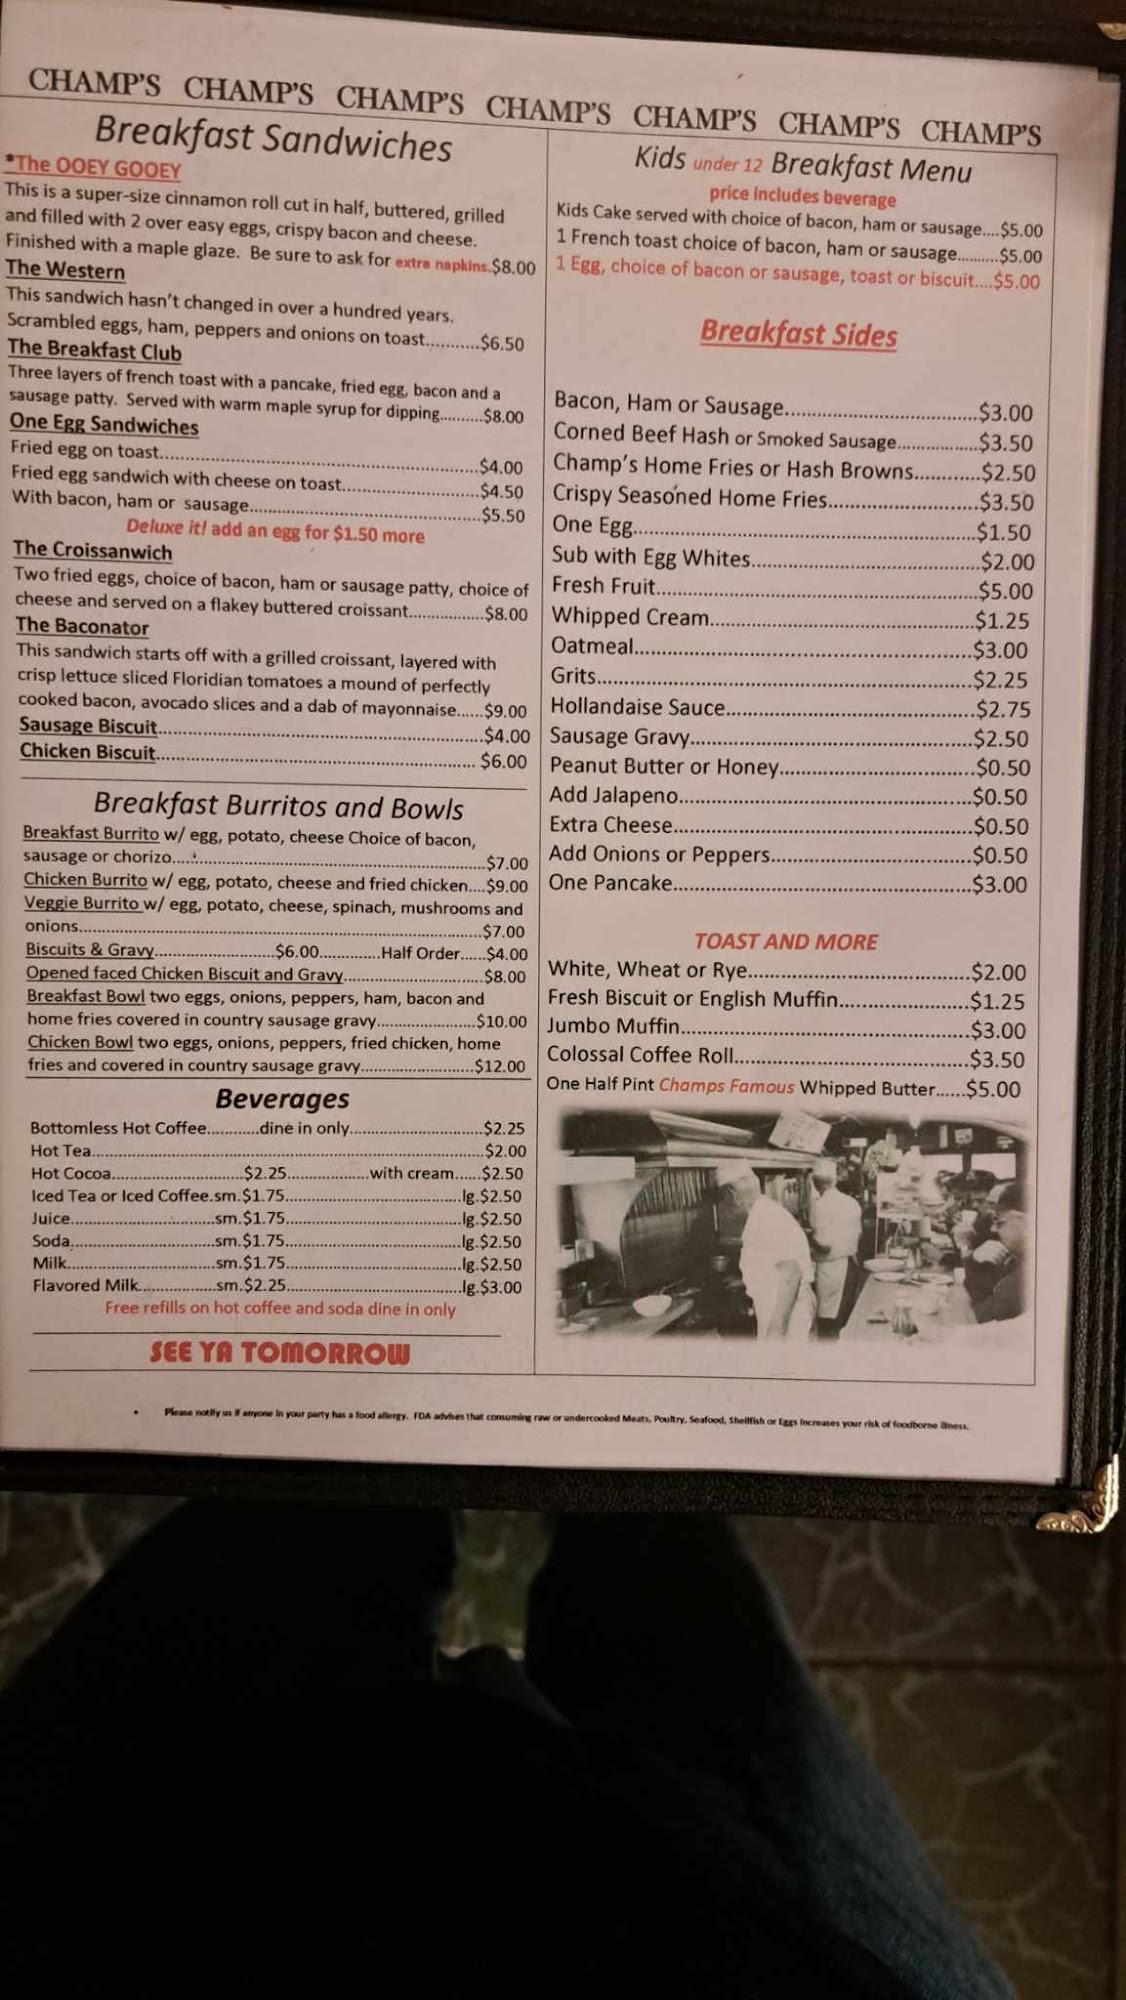 CHAMP'S CHAMP'S CHAMP'S CHAMP'S CHAMP'S CHAMP'S CHAMP'S
Breakfast Sandwiches
*The OOEY GOOEY
This is a super-size cinnamon roll cut in half, buttered, grilled
and filled with 2 over easy eggs, crispy bacon and cheese.
Finished with a maple glaze. Be sure to ask for extra napkins.$8.00
The Western
This sandwich hasn't changed in over a hundred years.
Scrambled eggs, ham, peppers and onions on toast...........$6.50
The Breakfast Club
Three layers of french toast with a pancake, fried egg, bacon and a
sausage patty. Served with warm maple syrup for dipping..........$8.00
One Egg Sandwiches
Fried egg on toast..........$4.00
Fried egg sandwich with cheese on toast..........$4.50
With bacon, ham or sausage..........$5.50
Deluxe it! add an egg for $1.50 more
The Croissanwich
Two fried eggs, choice of bacon, ham or sausage patty, choice of
cheese and served on a flakey buttered croissant..........$8.00
The Baconator
This sandwich starts off with a grilled croissant, layered with
crisp lettuce sliced Floridian tomatoes a mound of perfectly
cooked bacon, avocado slices and a dab of mayonnaise......$9.00
Sausage Biscuit..........$4.00
Chicken Biscuit.......... $6.00
Breakfast Burritos and Bowls
Breakfast Burrito w/ egg, potato, cheese Choice of bacon,
sausage or chorizo..........$7.00
Chicken Burrito w/ egg, potato, cheese and fried chicken....$9.00
Veggie Burrito w/ egg, potato, cheese, spinach, mushrooms and
onions..........$7.00
Biscuits & Gravy..........$6.00..........Half Order......$4.00
Opened faced Chicken Biscuit and Gravy..........$8.00
Breakfast Bowl two eggs, onions, peppers, ham, bacon and
home fries covered in country sausage gravy..........$10.00
Chicken Bowl two eggs, onions, peppers, fried chicken, home
fries and covered in country sausage gravy..........$12.00
Beverages
Bottomless Hot Coffee..........dine in only..........$2.25
Hot Tea..........$2.00
Hot Cocoa..........$2.25..........with cream......$2.50
Iced Tea or Iced Coffee.sm.$1.75..........lg.$2.50
Juice..........sm.$1.75..........lg.$2.50
Soda..........sm.$1.75..........lg.$2.50
Milk..........sm.$1.75..........lg.$2.50
Flavored Milk..........sm.$2.25..........lg.$3.00
Free refills on hot coffee and soda dine in only
SEE YA TOMORROW
Kids under 12 Breakfast Menu
price includes beverage
Kids Cake served with choice of bacon, ham or sausage....$5.00
1 French toast choice of bacon, ham or sausage..........$5.00
1 Egg, choice of bacon or sausage, toast or biscuit....$5.00
Breakfast Sides
Bacon, Ham or Sausage..........$3.00
Corned Beef Hash or Smoked Sausage..........$3.50
Champ's Home Fries or Hash Browns..........$2.50
Crispy Seasoned Home Fries..........$3.50
One Egg..........$1.50
Sub with Egg Whites..........$2.00
Fresh Fruit..........$5.00
Whipped Cream..........$1.25
Oatmeal..........$3.00
Grits..........$2.25
Hollandaise Sauce..........$2.75
Sausage Gravy..........$2.50
Peanut Butter or Honey..........$0.50
Add Jalapeno..........$0.50
Extra Cheese..........$0.50
Add Onions or Peppers..........$0.50
One Pancake..........$3.00
TOAST AND MORE
White, Wheat or Rye..........$2.00
Fresh Biscuit or English Muffin..........$1.25
Jumbo Muffin..........$3.00
Colossal Coffee Roll..........$3.50
One Half Pint Champs Famous Whipped Butter......$5.00
• Please notify us if anyone in your party has a food allergy. FDA advises that consuming raw or undercooked Meats, Poultry, Seafood, Shellfish or Eggs increases your risk of foodborne illness.